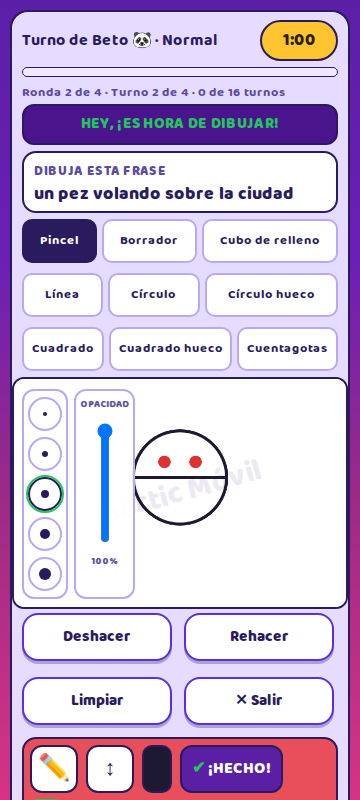 Turno de Beto 🐼 · Normal
1:00
Ronda 2 de 4 · Turno 2 de 4 · 0 de 16 turnos
HEY, ¡ES HORA DE DIBUJAR!
DIBUJA ESTA FRASE
un pez volando sobre la ciudad
Pincel
Borrador
Cubo de relleno
Línea
Círculo
Círculo hueco
Cuadrado
Cuadrado hueco
Cuentagotas
OPACIDAD
100%
Móvil
Deshacer
Rehacer
Limpiar
✕ Salir
✔ ¡HECHO!